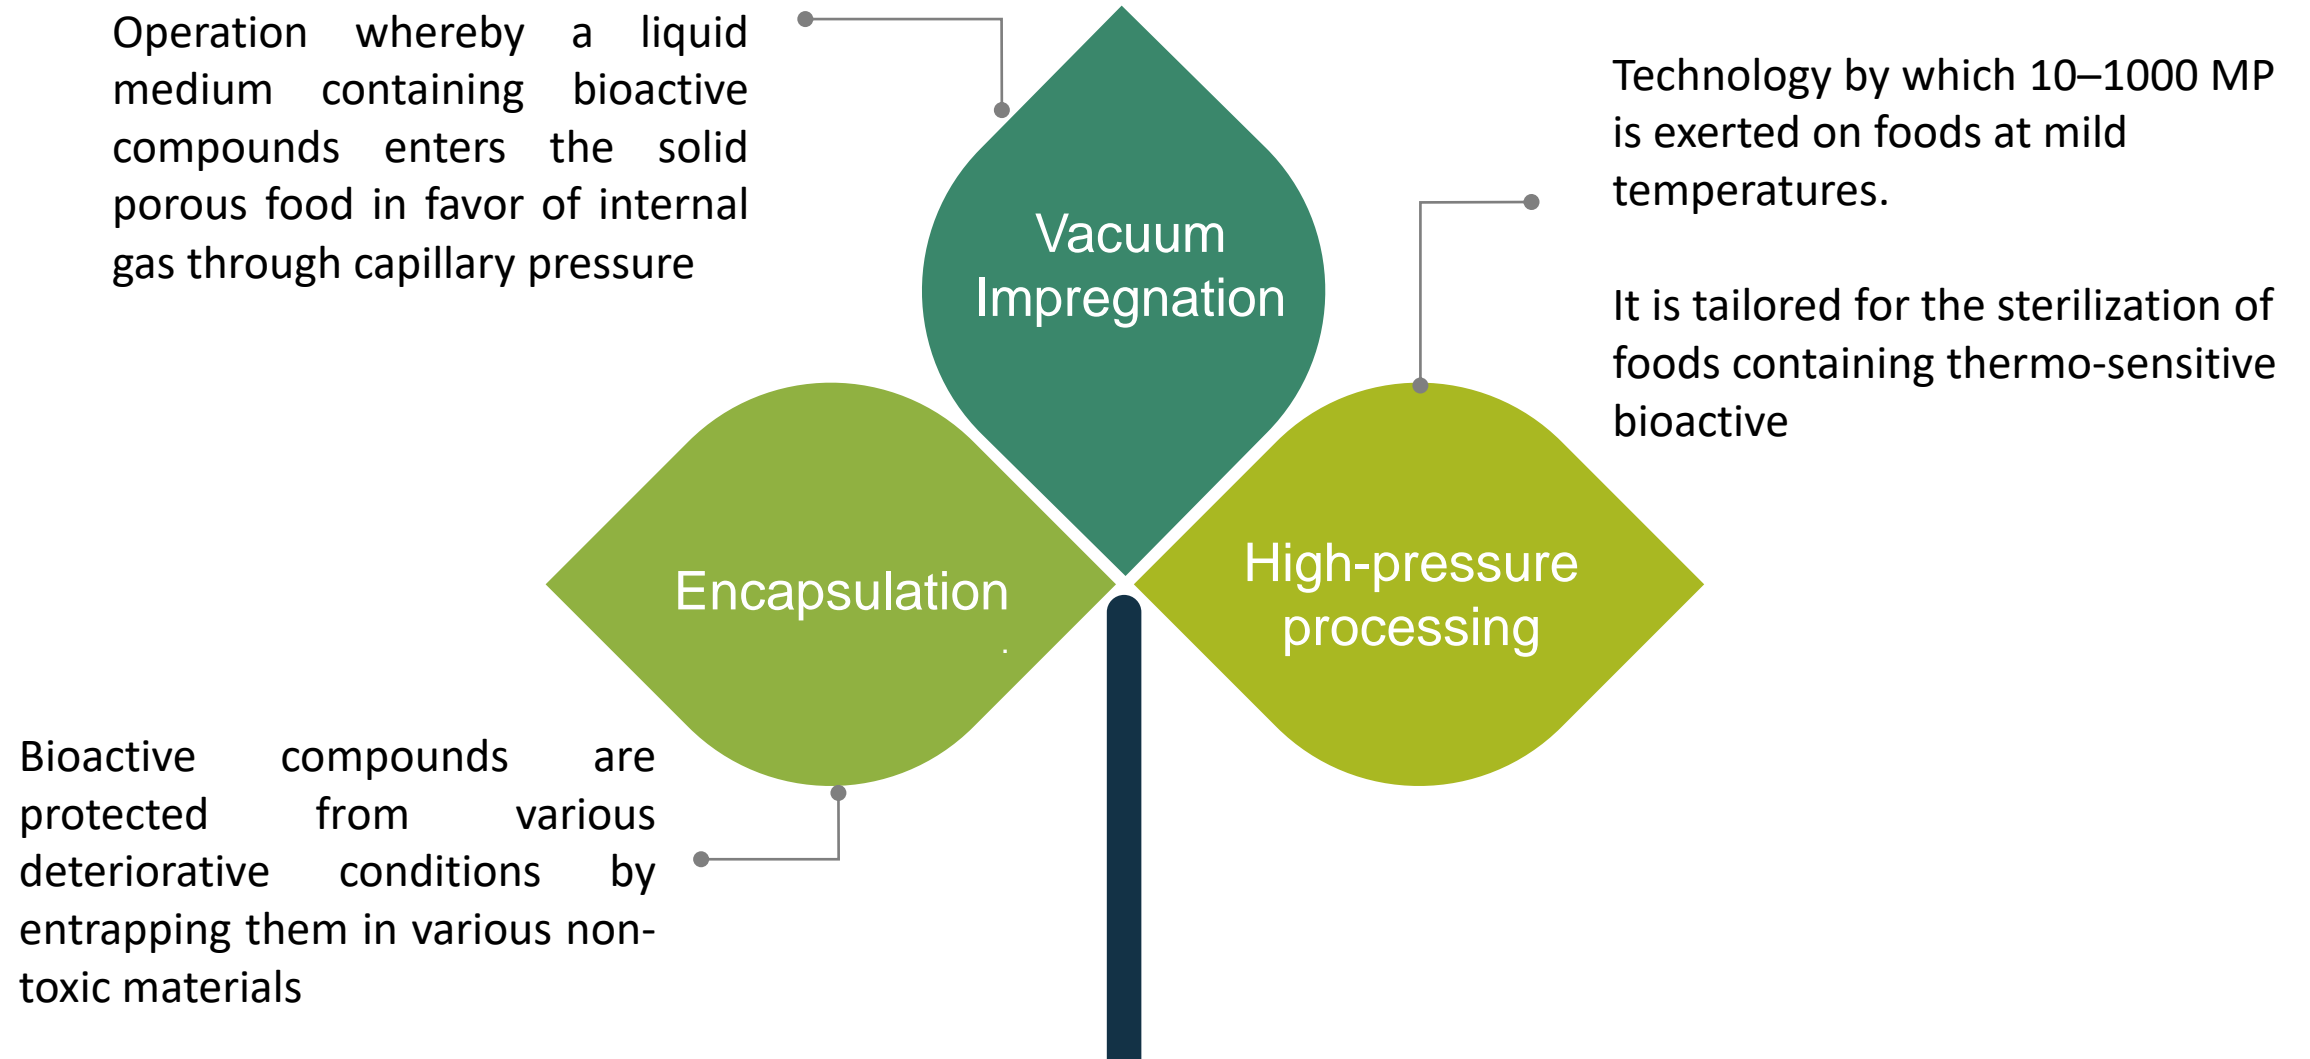 Operation whereby a liquid
medium containing bioactive
compounds enters the solid
porous food in favor of internal
gas through capillary pressure
Vacuum
Impregnation
Technology by which 10–1000 MP
is exerted on foods at mild
temperatures.
It is tailored for the sterilization of
foods containing thermo-sensitive
bioactive
Encapsulation
.
High-pressure
processing
Bioactive compounds are
protected from various
deteriorative conditions by
entrapping them in various non-
toxic materials